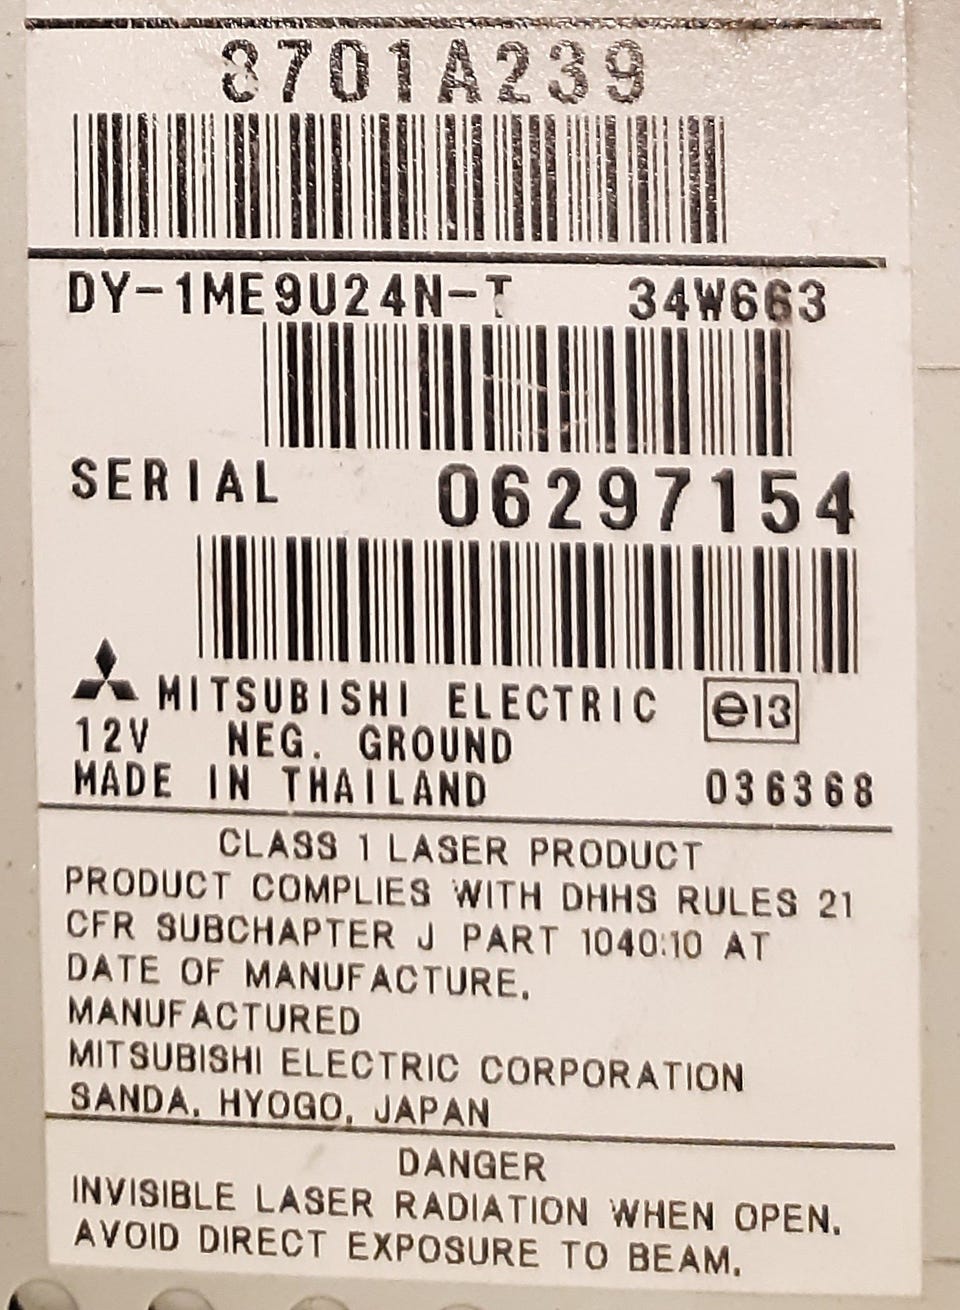 8701A239
DY-1ME9U24N-T 34W663
SERIAL 06297154
MITSUBISHI ELECTRIC e13
12V NEG. GROUND
MADE IN THAILAND 036368
CLASS 1 LASER PRODUCT
PRODUCT COMPLIES WITH DHHS RULES 21
CFR SUBCHAPTER J PART 1040.10 AT
DATE OF MANUFACTURE.
MANUFACTURED
MITSUBISHI ELECTRIC CORPORATION
SANDA, HYOGO, JAPAN
DANGER
INVISIBLE LASER RADIATION WHEN OPEN.
AVOID DIRECT EXPOSURE TO BEAM.